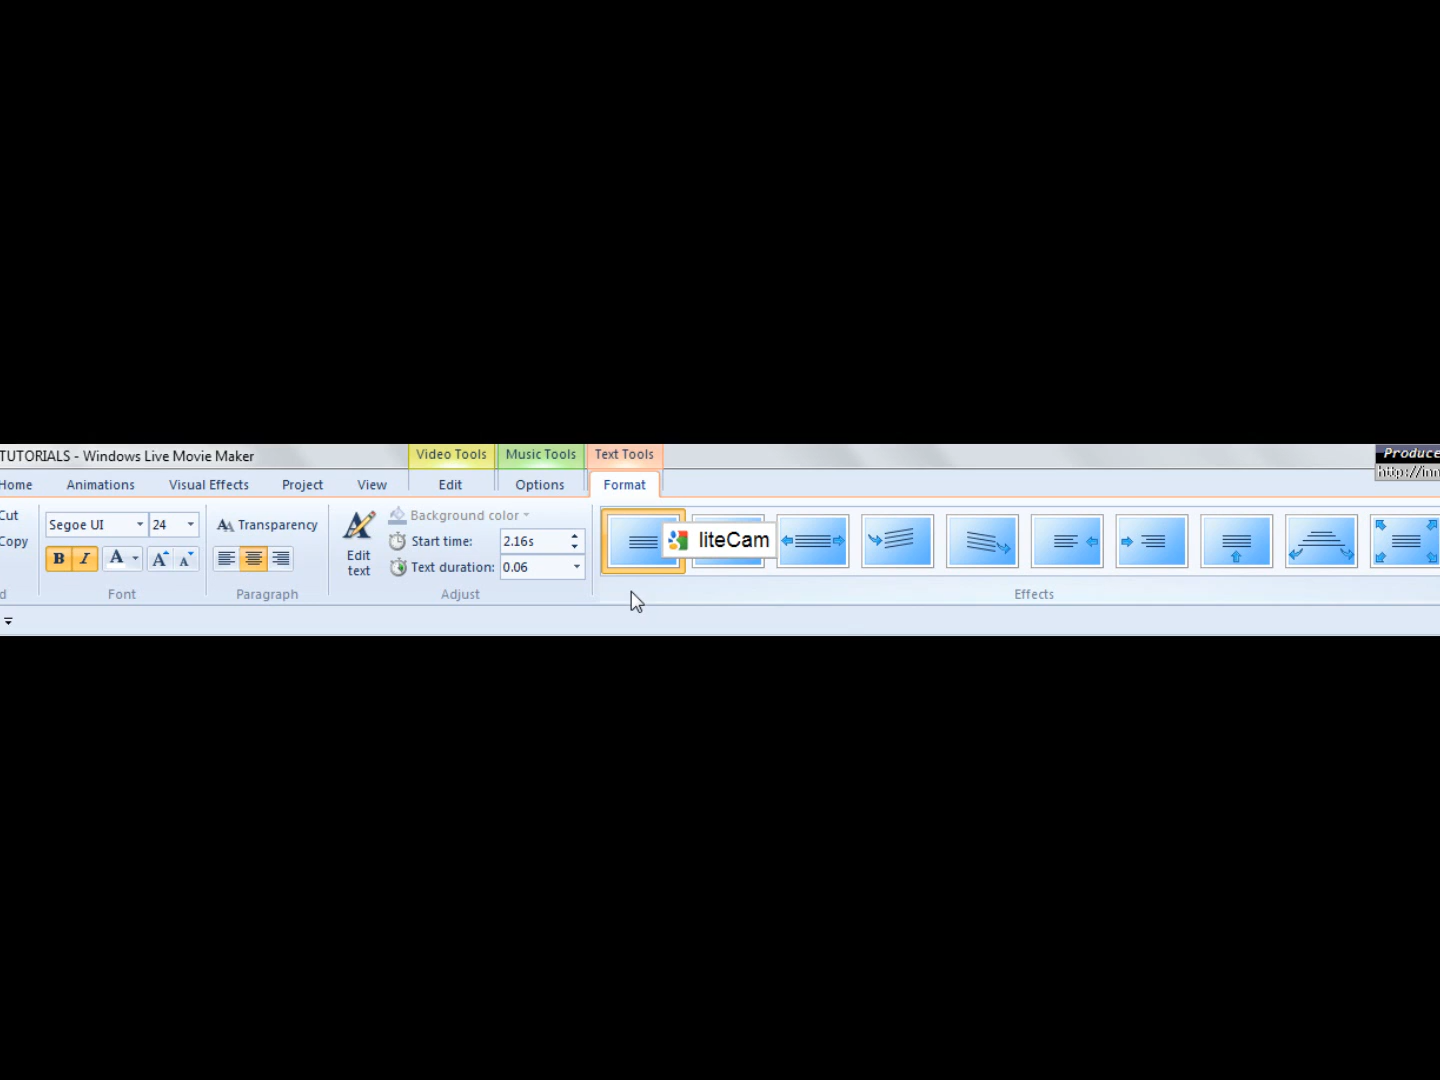 TUTORIALS - Windows Live Movie Maker
Video Tools
Music Tools
Text Tools
Produce
http://inn
Home
Animations
Visual Effects
Project
View
Edit
Options
Format
Cut
Copy
Segoe UI
24
B I A A A
Transparency
Edit
text
Background color
Start time:
2.16s
Text duration:
0.06
liteCam
d
Font
Paragraph
Adjust
Effects